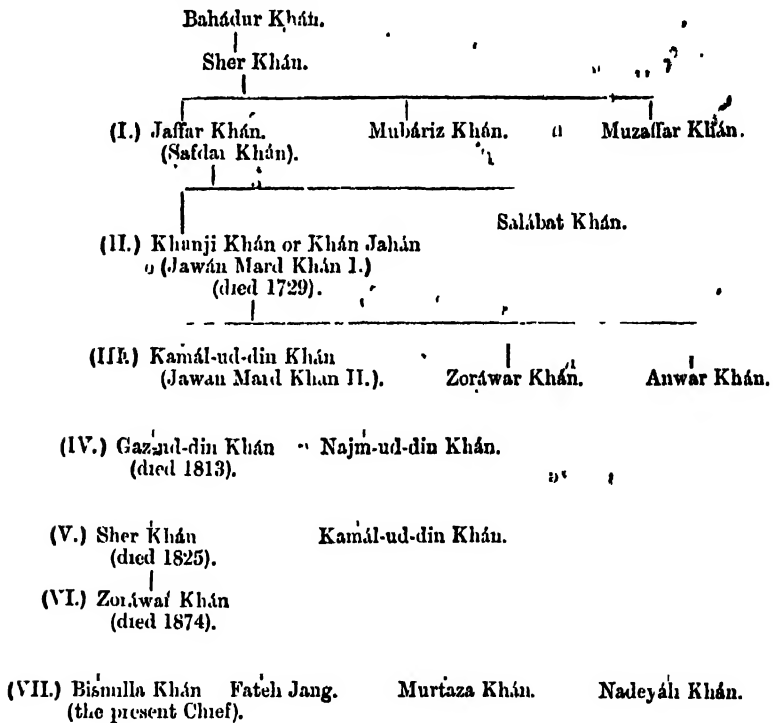 Bahádur Khán.
Sher Khán.
(I.) Jaffar Khán. Mubáriz Khán. Muzaffar Khán.
(Safdar Khán).
Salábat Khán.
(II.) Khanji Khán or Khán Jahán
(Jawán Mard Khán I.)
(died 1729).
(III.) Kamál-ud-din Khán
(Jawan Mard Khan II.). Zoráwar Khán. Anwar Khán.
(IV.) Gazi-ud-din Khán Najm-ud-din Khán.
(died 1813).
(V.) Sher Khán Kamál-ud-din Khán.
(died 1825).
(VI.) Zoráwar Khán
(died 1874).
(VII.) Bismilla Khán Fateh Jang. Murtaza Khán. Nadeyáli Khán.
(the present Chief).